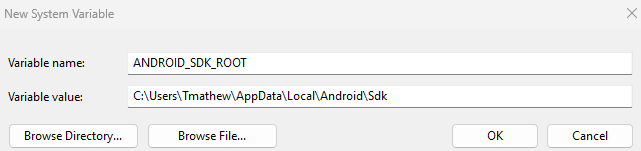 New System Variable
Variable name: ANDROID_SDK_ROOT
Variable value: C:\Users\Tmathew\AppData\Local\Android\Sdk
Browse Directory... Browse File... OK Cancel